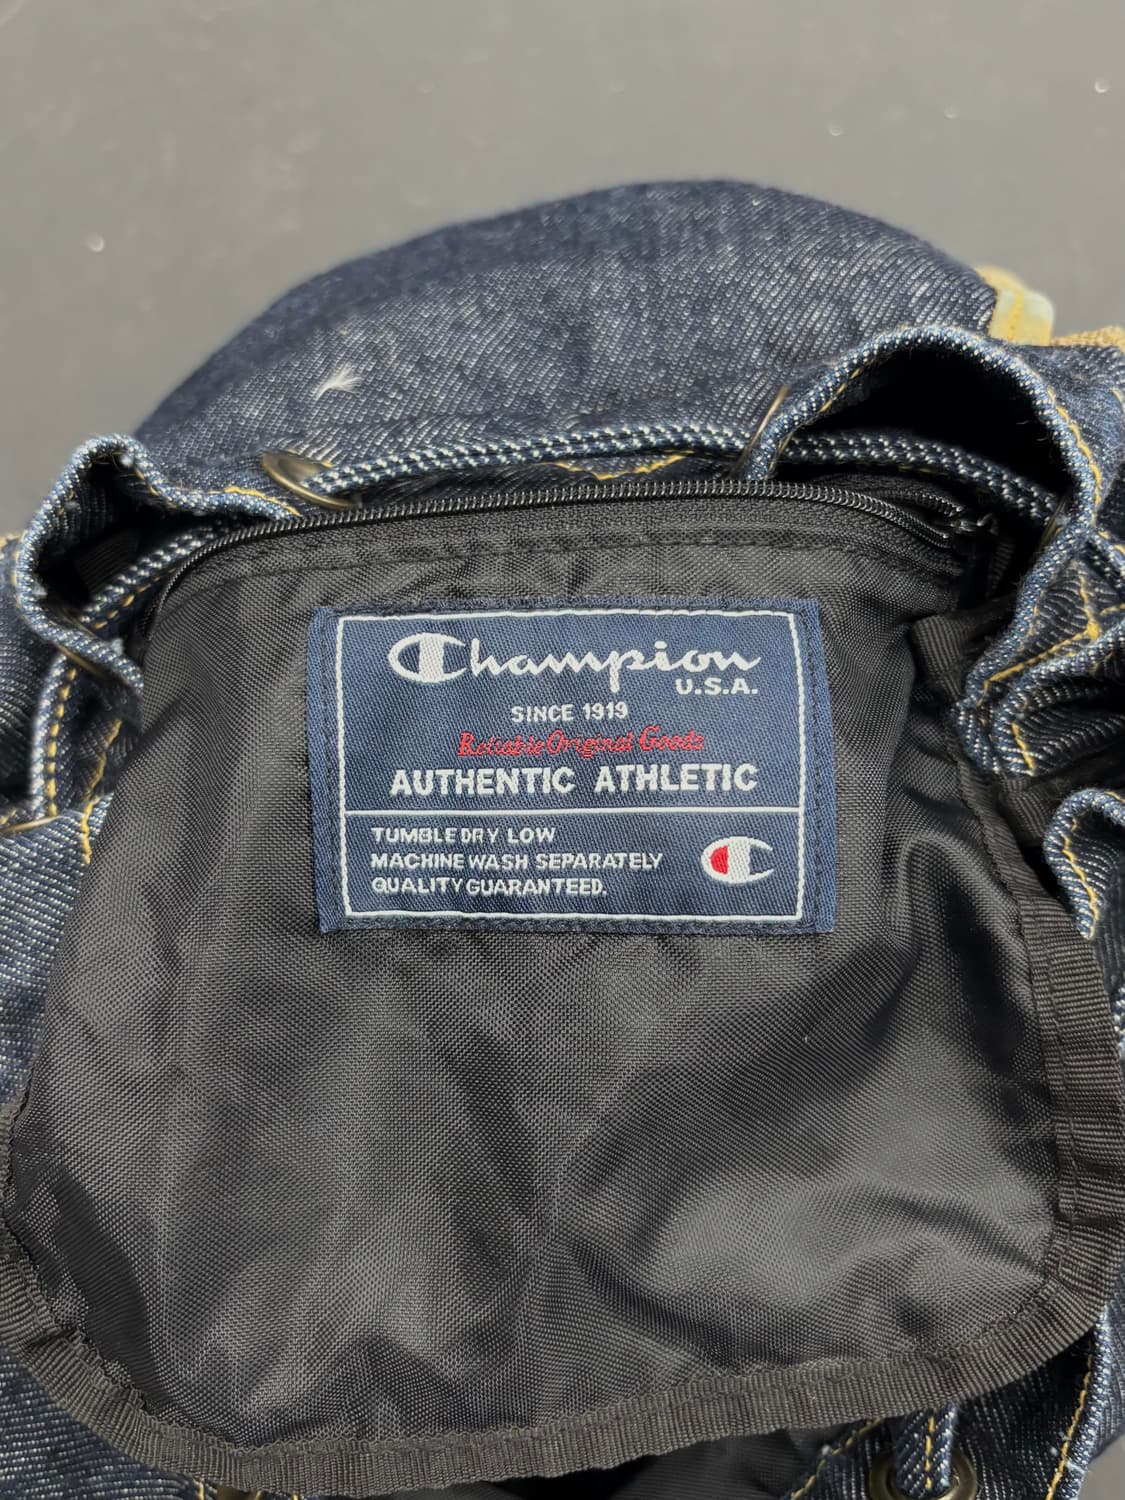 Champion
U.S.A.
SINCE 1919
Reliable Original Goods
AUTHENTIC ATHLETIC
TUMBLE DRY LOW
MACHINE WASH SEPARATELY
QUALITY GUARANTEED.